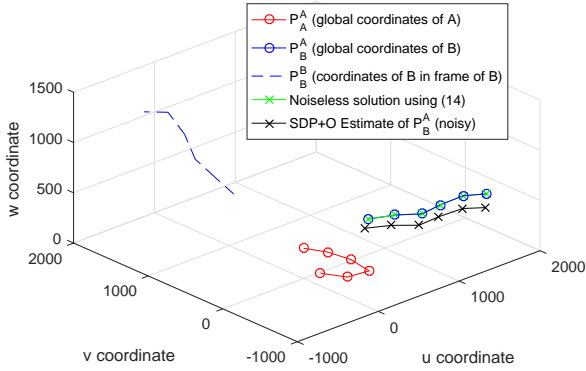 P_A^A (global coordinates of A)
P_B^A (global coordinates of B)
P_B^B (coordinates of B in frame of B)
Noiseless solution using (14)
SDP+O Estimate of P_B^A (noisy)
1500
1000
500
0
w coordinate
2000
1000
0
-1000
v coordinate
-1000
0
1000
2000
u coordinate